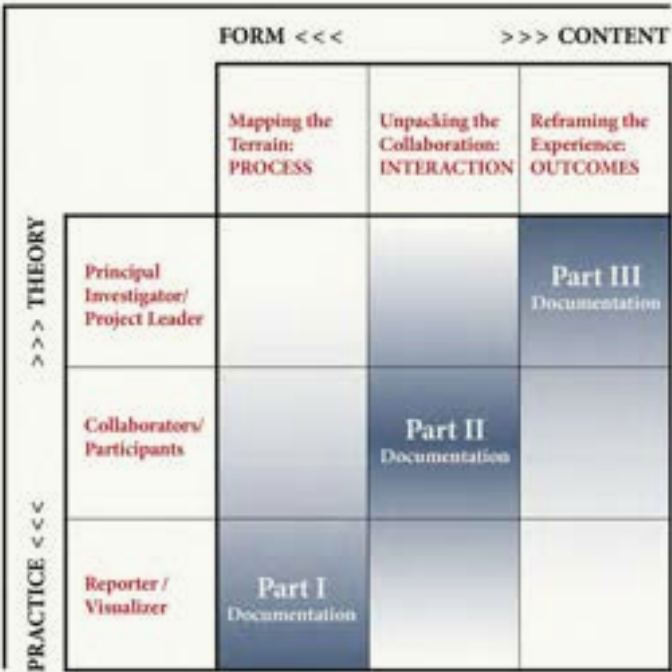 FORM < < <
> > > CONTENT
Mapping the
Terrain:
PROCESS
Unpacking the
Collaboration:
INTERACTION
Reframing the
Experience:
OUTCOMES
> > > THEORY
Principal
Investigator/
Project Leader
Part III
Documentation
Collaborators/
Participants
Part II
Documentation
PRACTICE < < <
Reporter /
Visualizer
Part I
Documentation